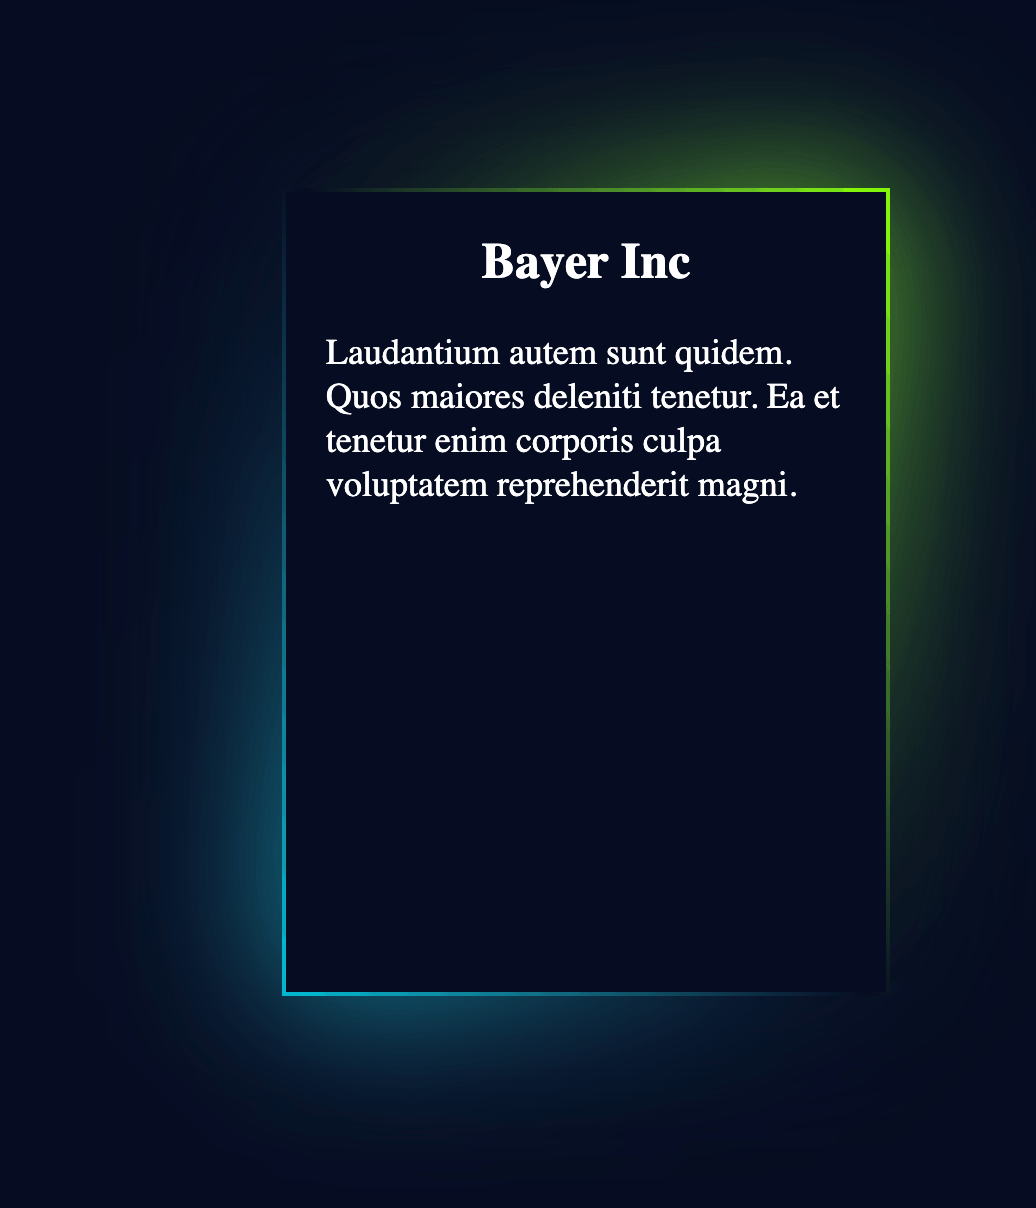 Bayer Inc
Laudantium autem sunt quidem.
Quos maiores deleniti tenetur. Ea et
tenetur enim corporis culpa
voluptatem reprehenderit magni.